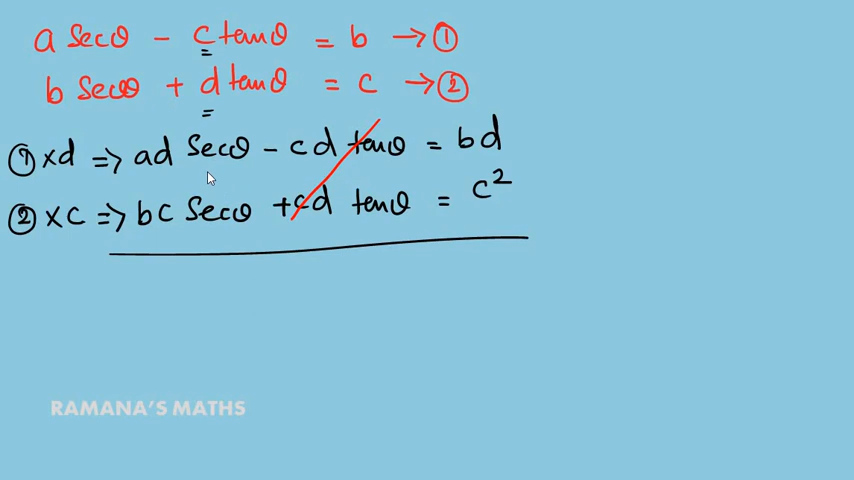 a Secθ - c tanθ = b → ①
b Secθ + d tanθ = c → ②
① × d ⇒ ad Secθ - cd tanθ = bd
② × c ⇒ bc Secθ + cd tanθ = c²
RAMANA'S MATHS